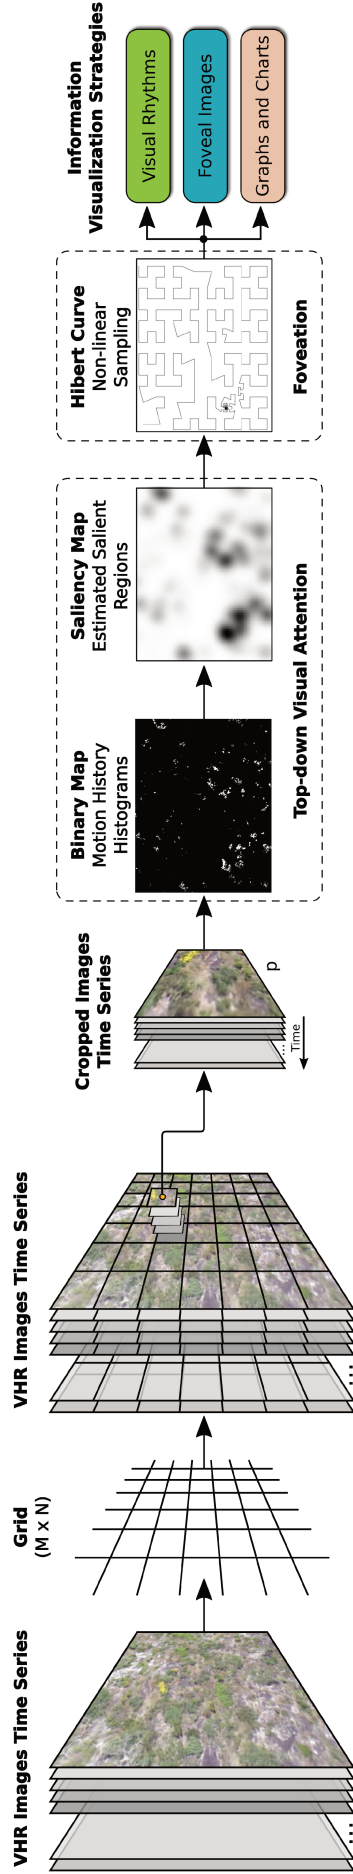 VHR Images Time Series
...
Grid
(M x N)
VHR Images Time Series
...
Cropped Images
Time Series
p
...
Time
Binary Map
Motion History
Histograms
Saliency Map
Estimated Salient
Regions
Top-down Visual Attention
Hibert Curve
Non-linear
Sampling
Foveation
Information
Visualization Strategies
Visual Rhythms
Foveal Images
Graphs and Charts